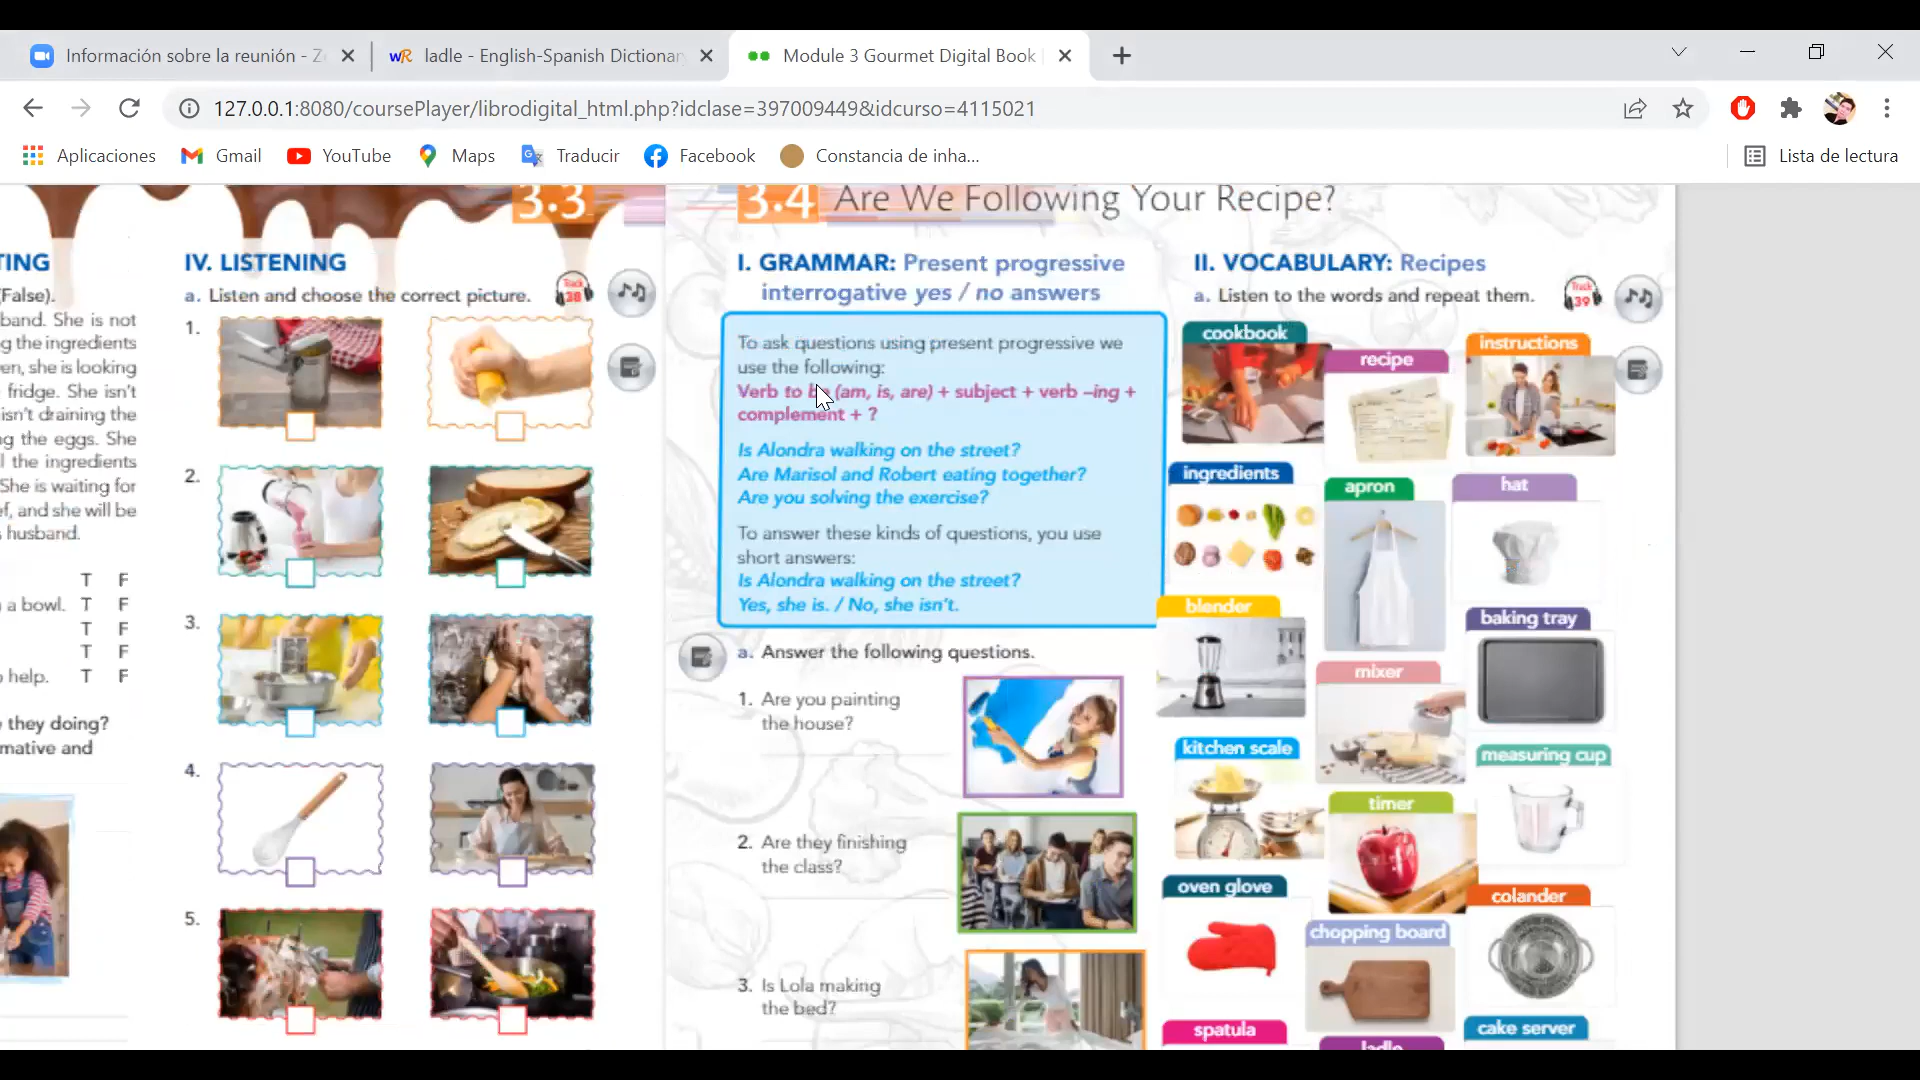 Información sobre la reunión - Z
ladle - English-Spanish Dictionar
Module 3 Gourmet Digital Book
127.0.0.1:8080/coursePlayer/librodigital_html.php?idclase=397009449&idcurso=4115021
Aplicaciones
Gmail
YouTube
Maps
Traducir
Facebook
Constancia de inha...
Lista de lectura
TING
(False).
band. She is not
g the ingredients
en, she is looking
fridge. She isn't
isn't draining the
ng the eggs. She
l the ingredients
She is waiting for
ef, and she will be
s husband.
T F
a bowl. T F
T F
T F
o help. T F
they doing?
mative and
3.3
IV. LISTENING
a. Listen and choose the correct picture.
Track
38
1.
2.
3.
4.
5.
3.4 Are We Following Your Recipe?
I. GRAMMAR: Present progressive
interrogative yes / no answers
To ask questions using present progressive we
use the following:
Verb to be (am, is, are) + subject + verb –ing +
complement + ?
Is Alondra walking on the street?
Are Marisol and Robert eating together?
Are you solving the exercise?
To answer these kinds of questions, you use
short answers:
Is Alondra walking on the street?
Yes, she is. / No, she isn't.
a. Answer the following questions.
1. Are you painting
the house?
2. Are they finishing
the class?
3. Is Lola making
the bed?
II. VOCABULARY: Recipes
a. Listen to the words and repeat them.
Track
39
cookbook
recipe
instructions
ingredients
apron
hat
blender
baking tray
mixer
kitchen scale
measuring cup
timer
oven glove
colander
chopping board
spatula
cake server
ladle